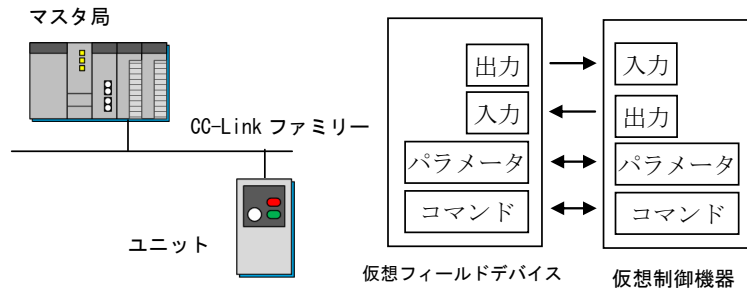 マスタ局
CC-Link ファミリー
ユニット
出力
入力
パラメータ
コマンド
仮想フィールドデバイス
入力
出力
パラメータ
コマンド
仮想制御機器